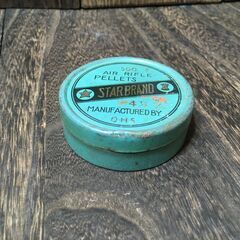 500
AIR RIFLE
PELLETS
STAR BRAND
MANUFACTURED BY